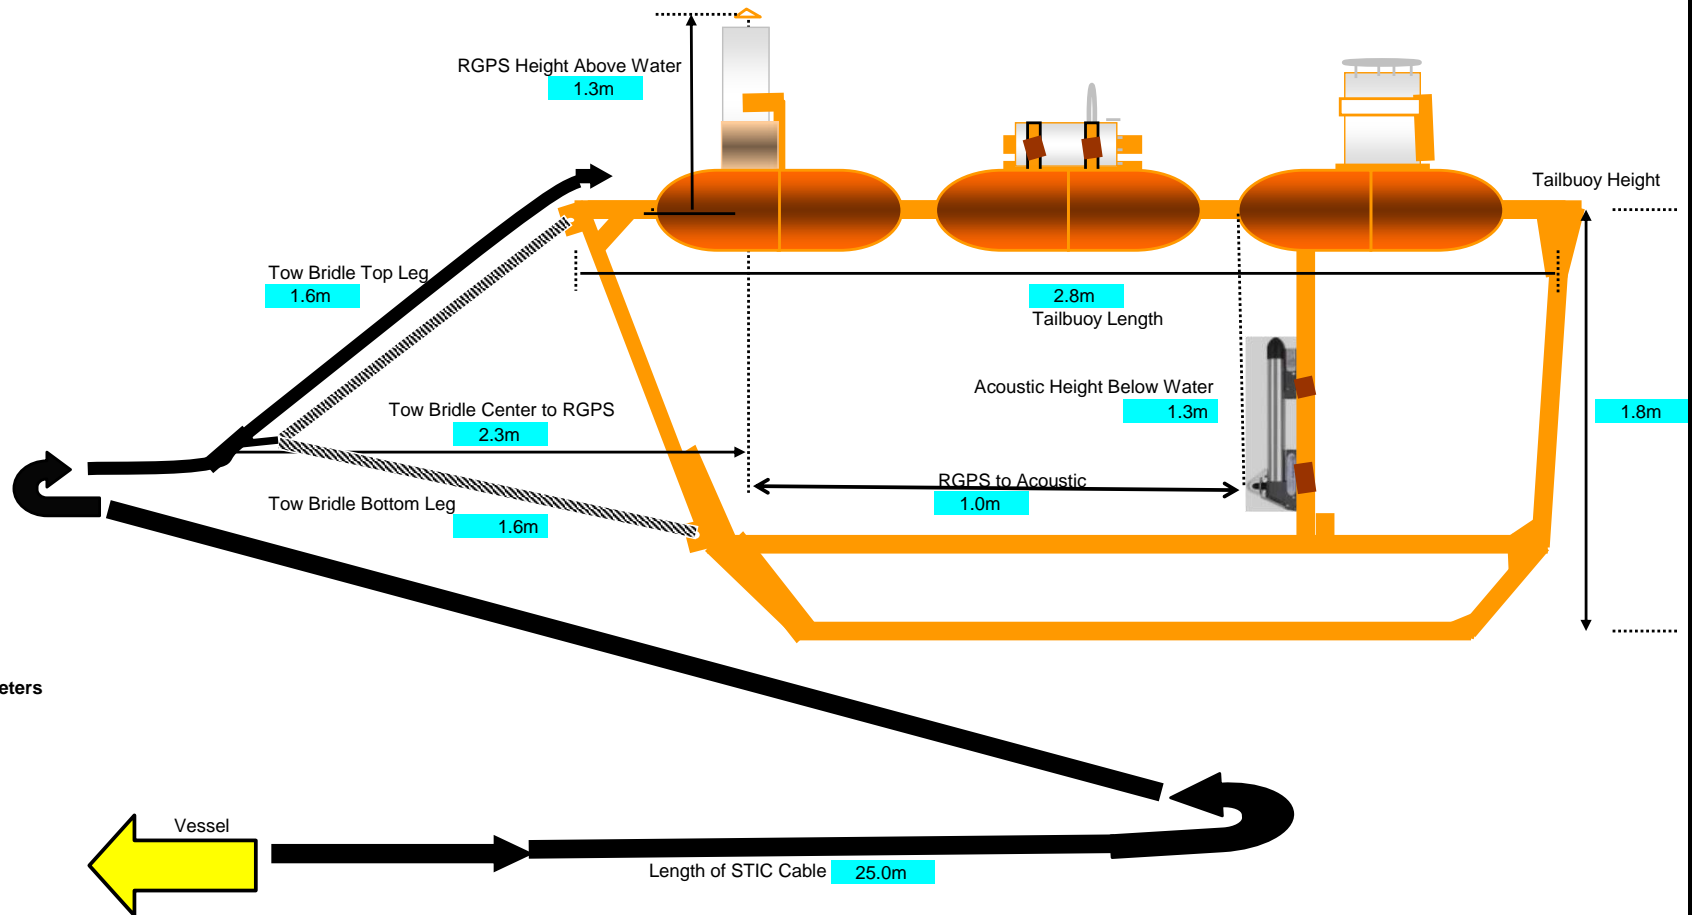 RGPS Height Above Water
1.3m
Tailbuoy Height
Tow Bridle Top Leg
1.6m
2.8m
Tailbuoy Length
Acoustic Height Below Water
1.3m
1.8m
Tow Bridle Center to RGPS
2.3m
RGPS to Acoustic
1.0m
Tow Bridle Bottom Leg
1.6m
eters
Vessel
Length of STIC Cable 25.0m